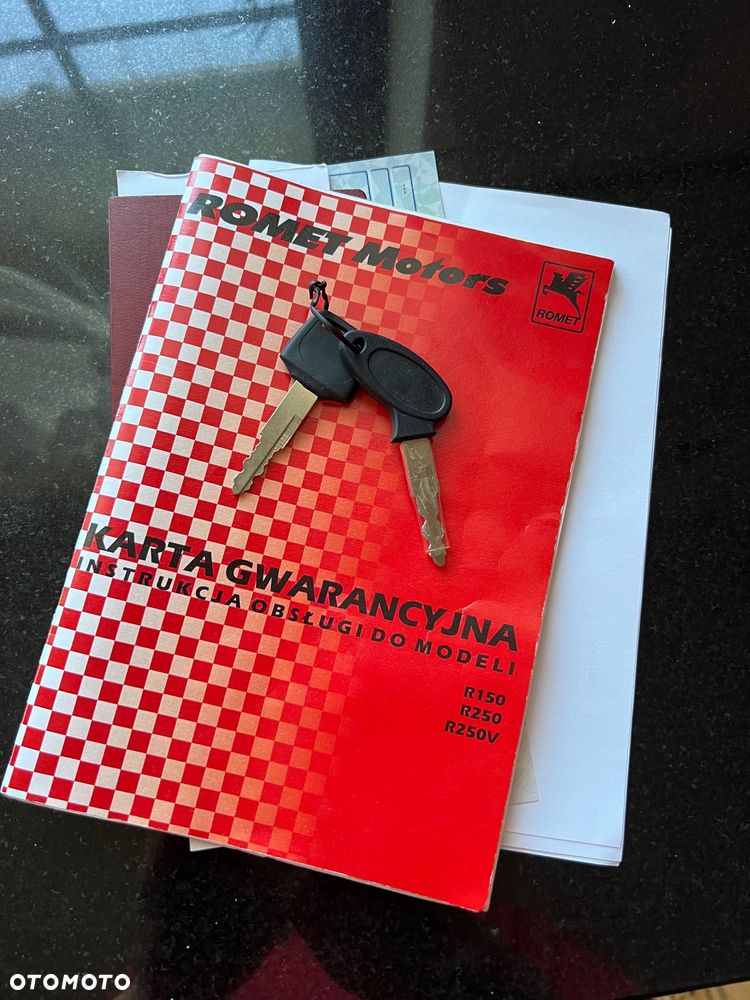 ROMET Motors
ROMET
KARTA GWARANCYJNA
INSTRUKCJA OBSŁUGI DO MODELI
R150
R250
R250V
OTOMOTO